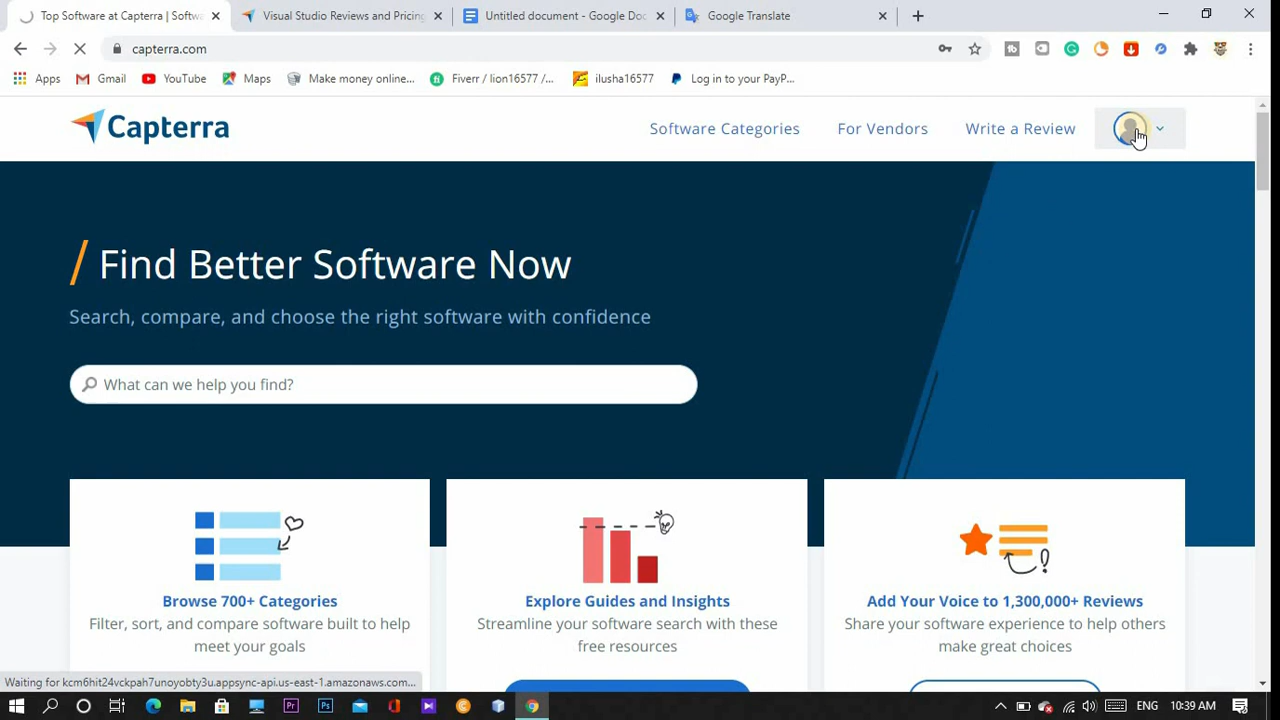 Top Software at Capterra | Softwa
Visual Studio Reviews and Pricing
Untitled document - Google Doc
Google Translate
capterra.com
Apps
Gmail
YouTube
Maps
Make money online...
Fiverr / lion16577 /...
ilusha16577
Log in to your PayP...
Capterra
Software Categories
For Vendors
Write a Review
/ Find Better Software Now
Search, compare, and choose the right software with confidence
What can we help you find?
Browse 700+ Categories
Filter, sort, and compare software built to help
meet your goals
Explore Guides and Insights
Streamline your software search with these
free resources
Add Your Voice to 1,300,000+ Reviews
Share your software experience to help others
make great choices
Waiting for kcm6hit24vckpah7unoyobty3u.appsync-api.us-east-1.amazonaws.com...
ENG
10:39 AM